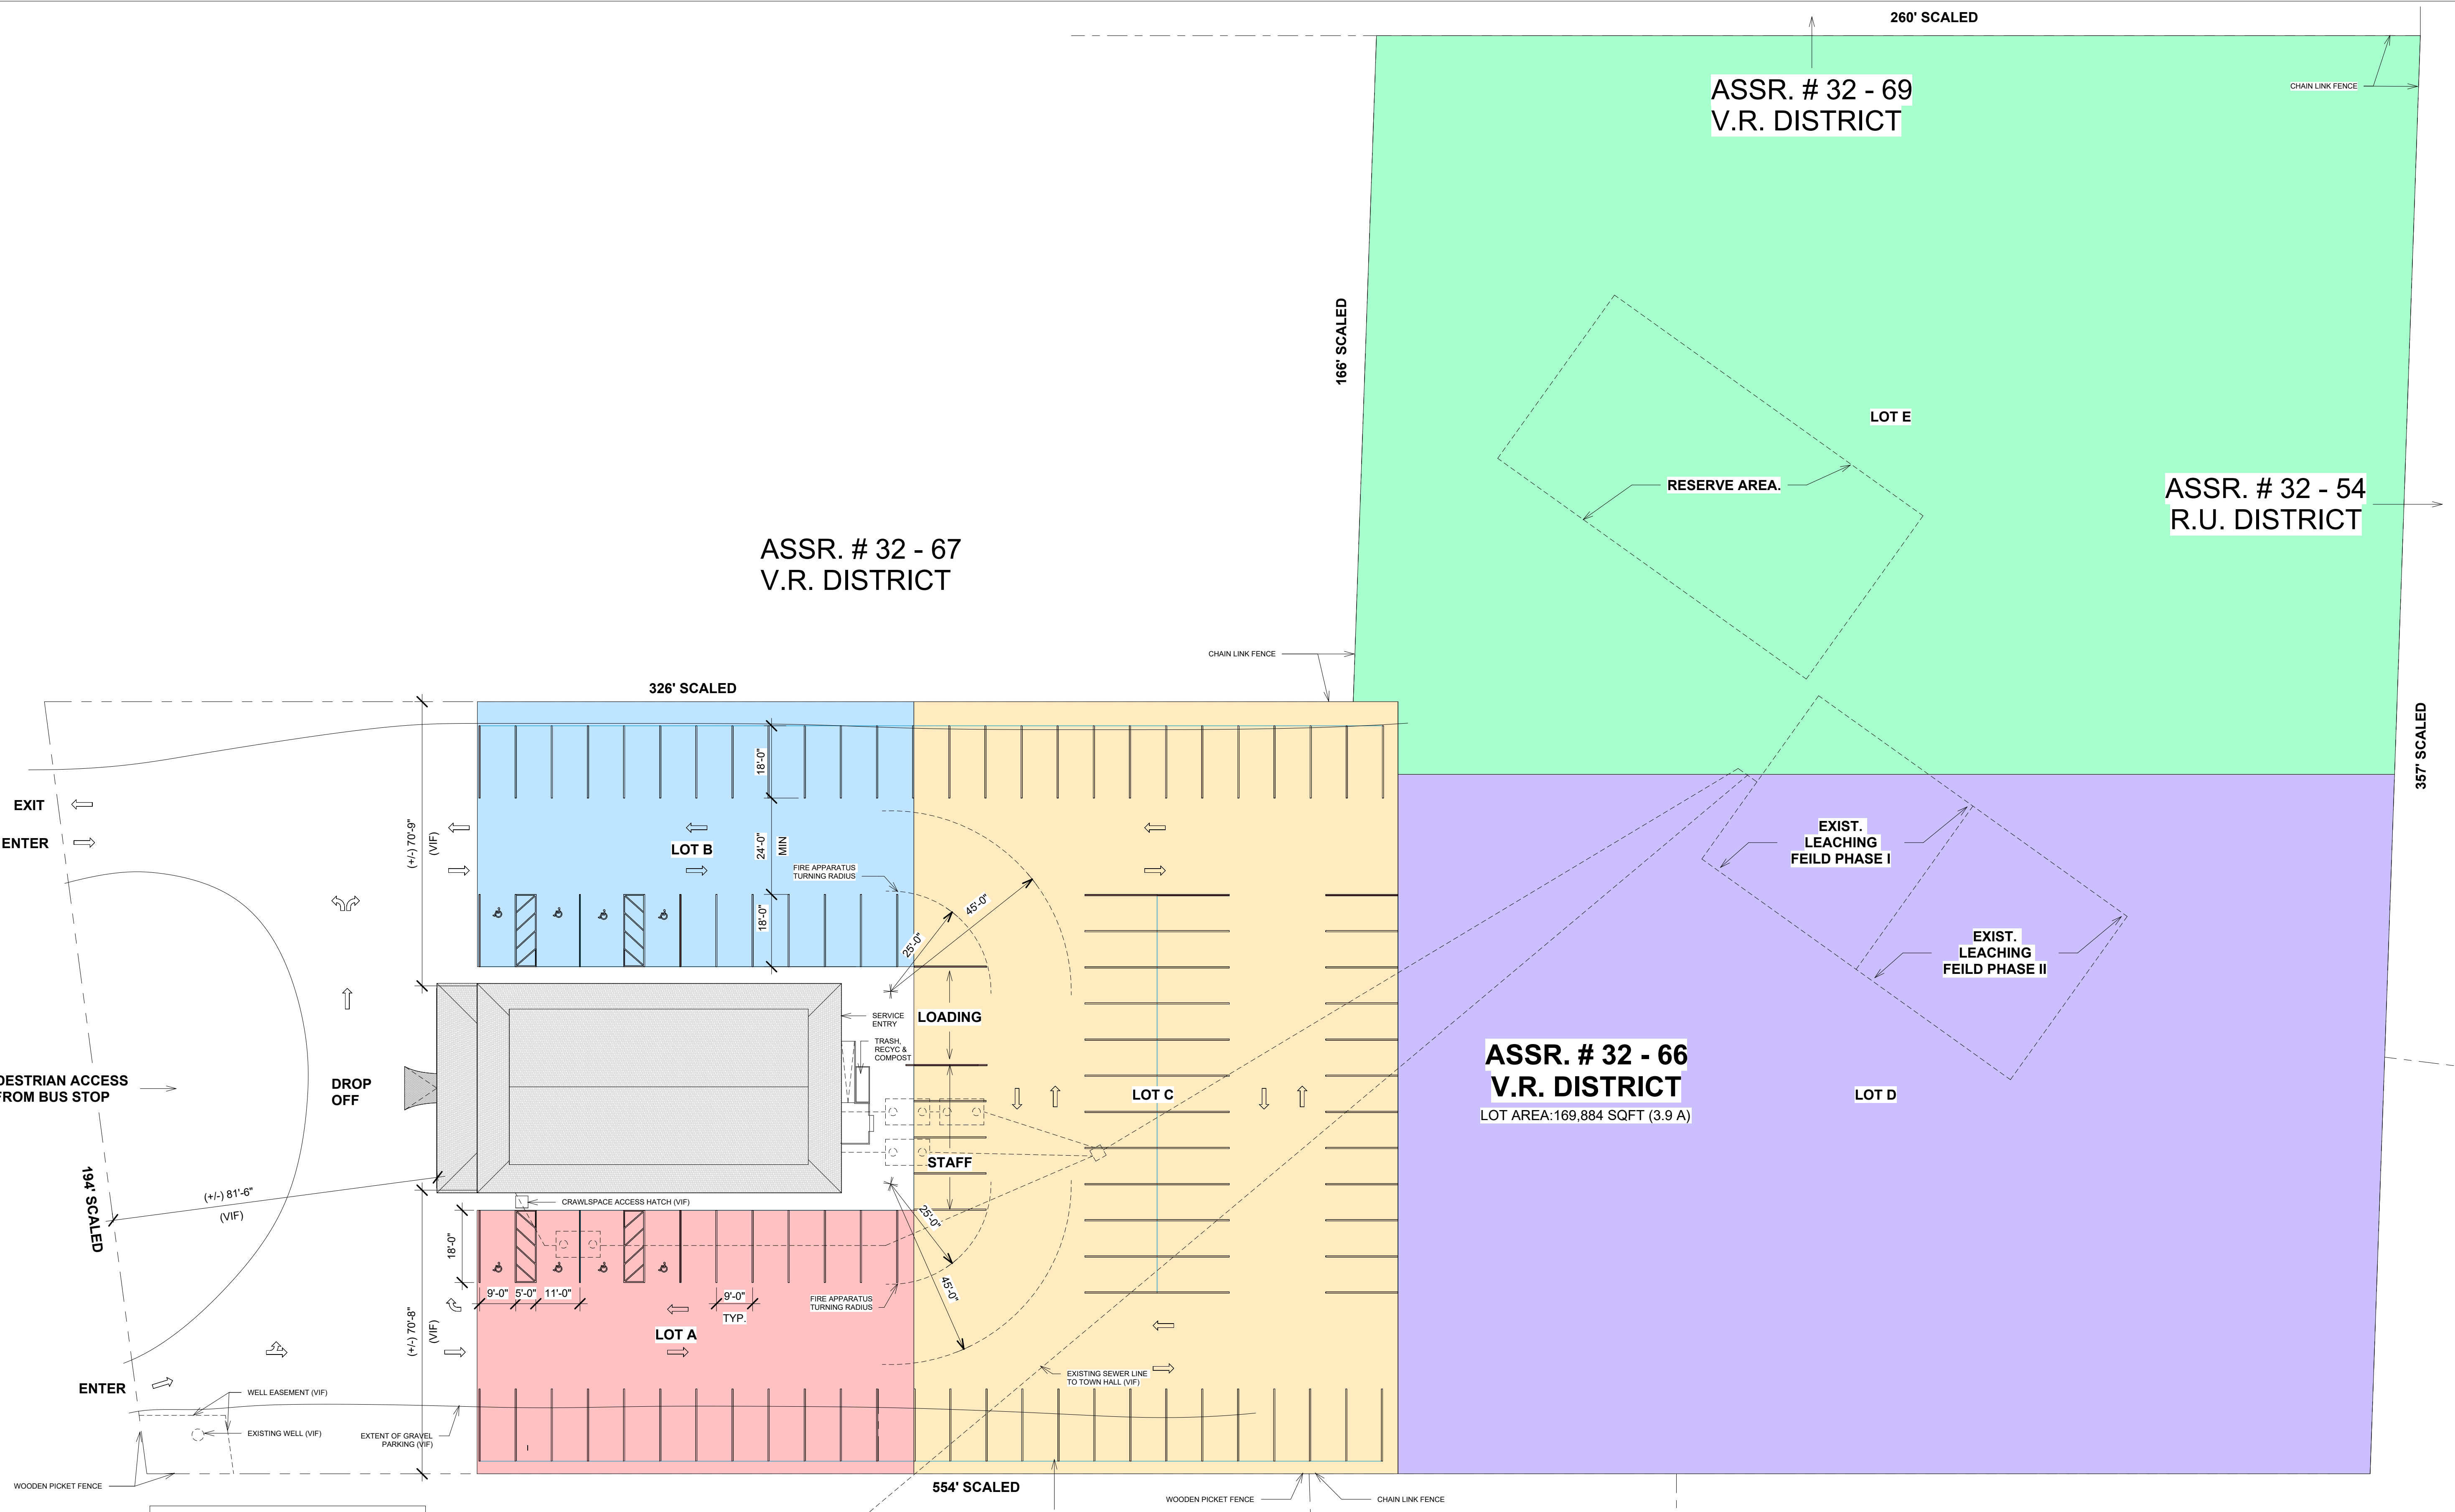 260' SCALED
ASSR. # 32 - 69
V.R. DISTRICT
CHAIN LINK FENCE
166' SCALED
LOT E
RESERVE AREA.
ASSR. # 32 - 54
R.U. DISTRICT
ASSR. # 32 - 67
V.R. DISTRICT
CHAIN LINK FENCE
326' SCALED
357' SCALED
18'-0"
EXIT
ENTER
(+/-) 70'-9"
(VIF)
LOT B
24'-0"
MIN
FIRE APPARATUS
TURNING RADIUS
18'-0"
45'-0"
25'-0"
EXIST.
LEACHING
FEILD PHASE I
EXIST.
LEACHING
FEILD PHASE II
SERVICE
ENTRY
LOADING
TRASH,
RECYC &
COMPOST
ASSR. # 32 - 66
V.R. DISTRICT
LOT AREA:169,884 SQFT (3.9 A)
DESTRIAN ACCESS
FROM BUS STOP
DROP
OFF
LOT C
LOT D
STAFF
194' SCALED
(+/-) 81'-6"
(VIF)
CRAWLSPACE ACCESS HATCH (VIF)
25'-0"
18'-0"
45'-0"
9'-0"
5'-0"
11'-0"
9'-0"
TYP.
FIRE APPARATUS
TURNING RADIUS
(+/-) 70'-8"
(VIF)
LOT A
ENTER
WELL EASEMENT (VIF)
EXISTING SEWER LINE
TO TOWN HALL (VIF)
EXISTING WELL (VIF)
EXTENT OF GRAVEL
PARKING (VIF)
WOODEN PICKET FENCE
554' SCALED
WOODEN PICKET FENCE
CHAIN LINK FENCE